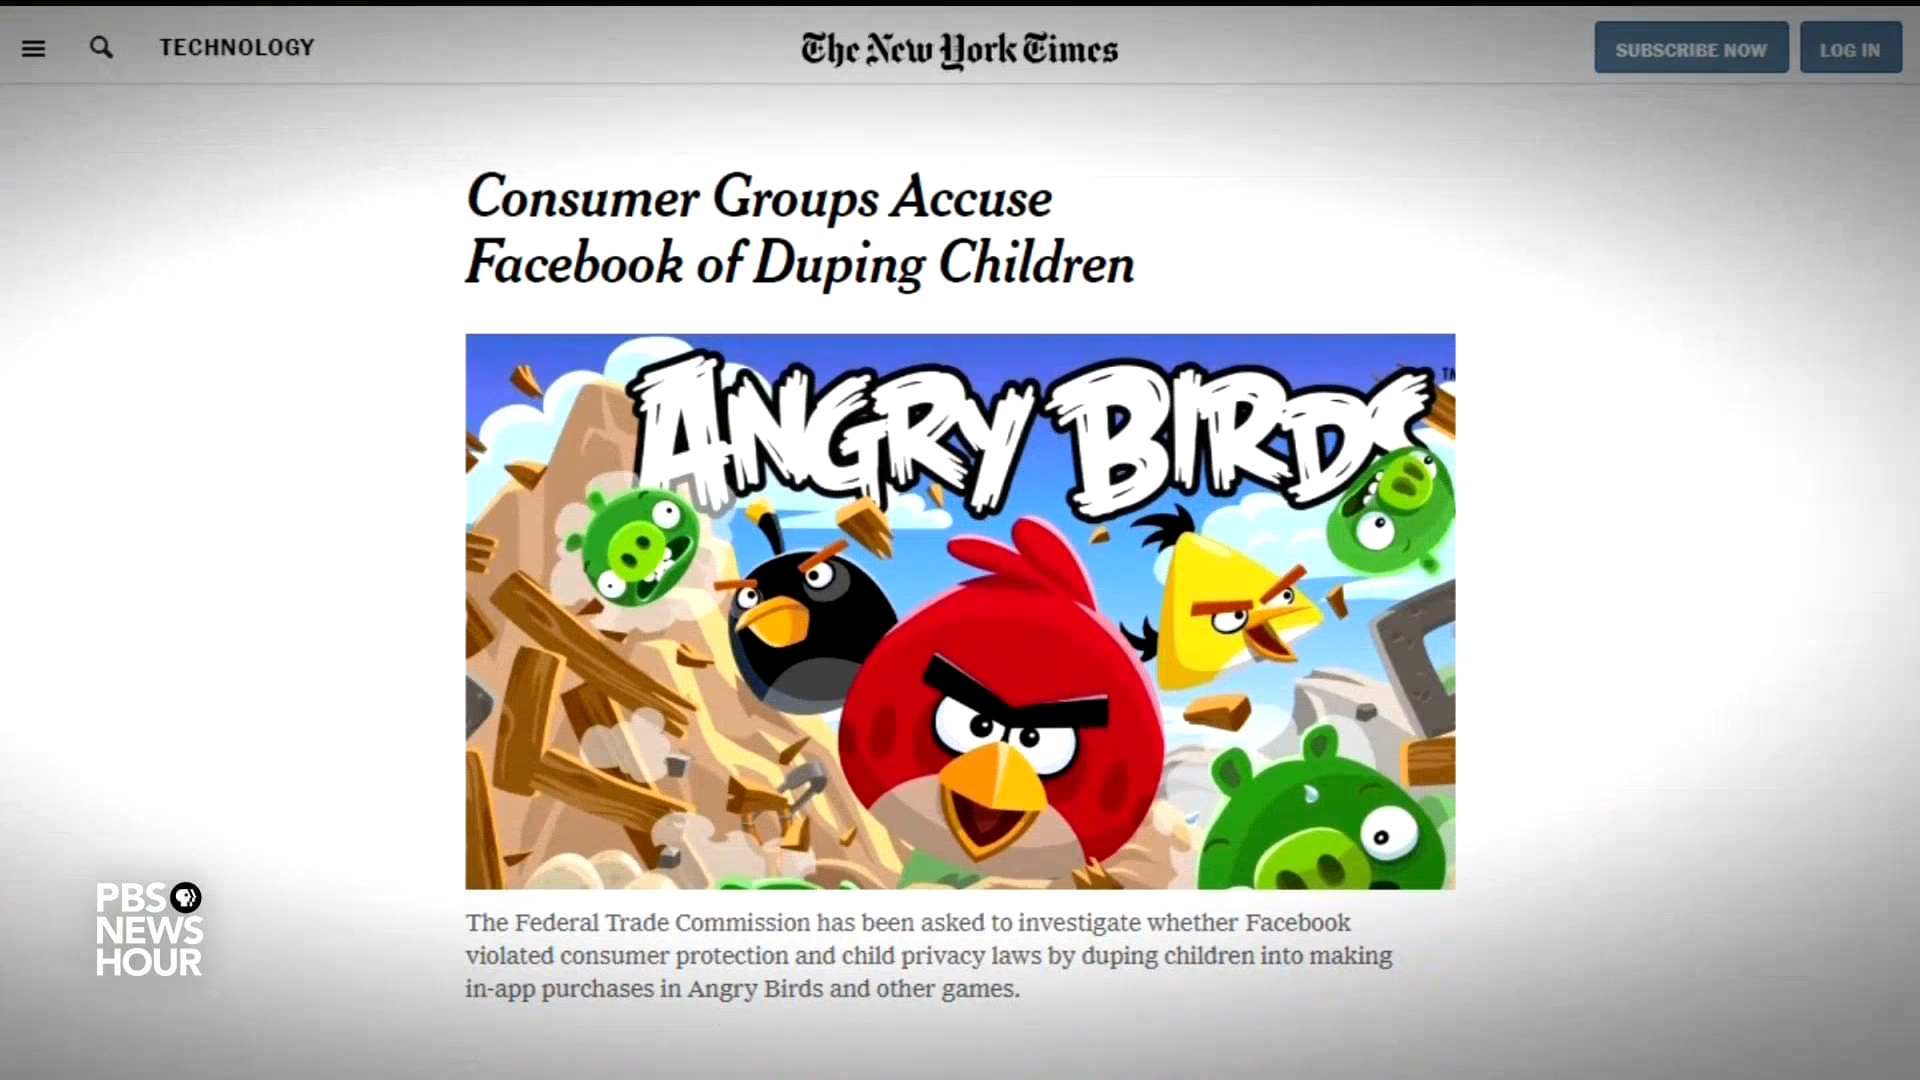 TECHNOLOGY
The New York Times
SUBSCRIBE NOW
LOG IN
Consumer Groups Accuse
Facebook of Duping Children
ANGRY BIRDS
The Federal Trade Commission has been asked to investigate whether Facebook
violated consumer protection and child privacy laws by duping children into making
in-app purchases in Angry Birds and other games.
PBS
NEWS
HOUR